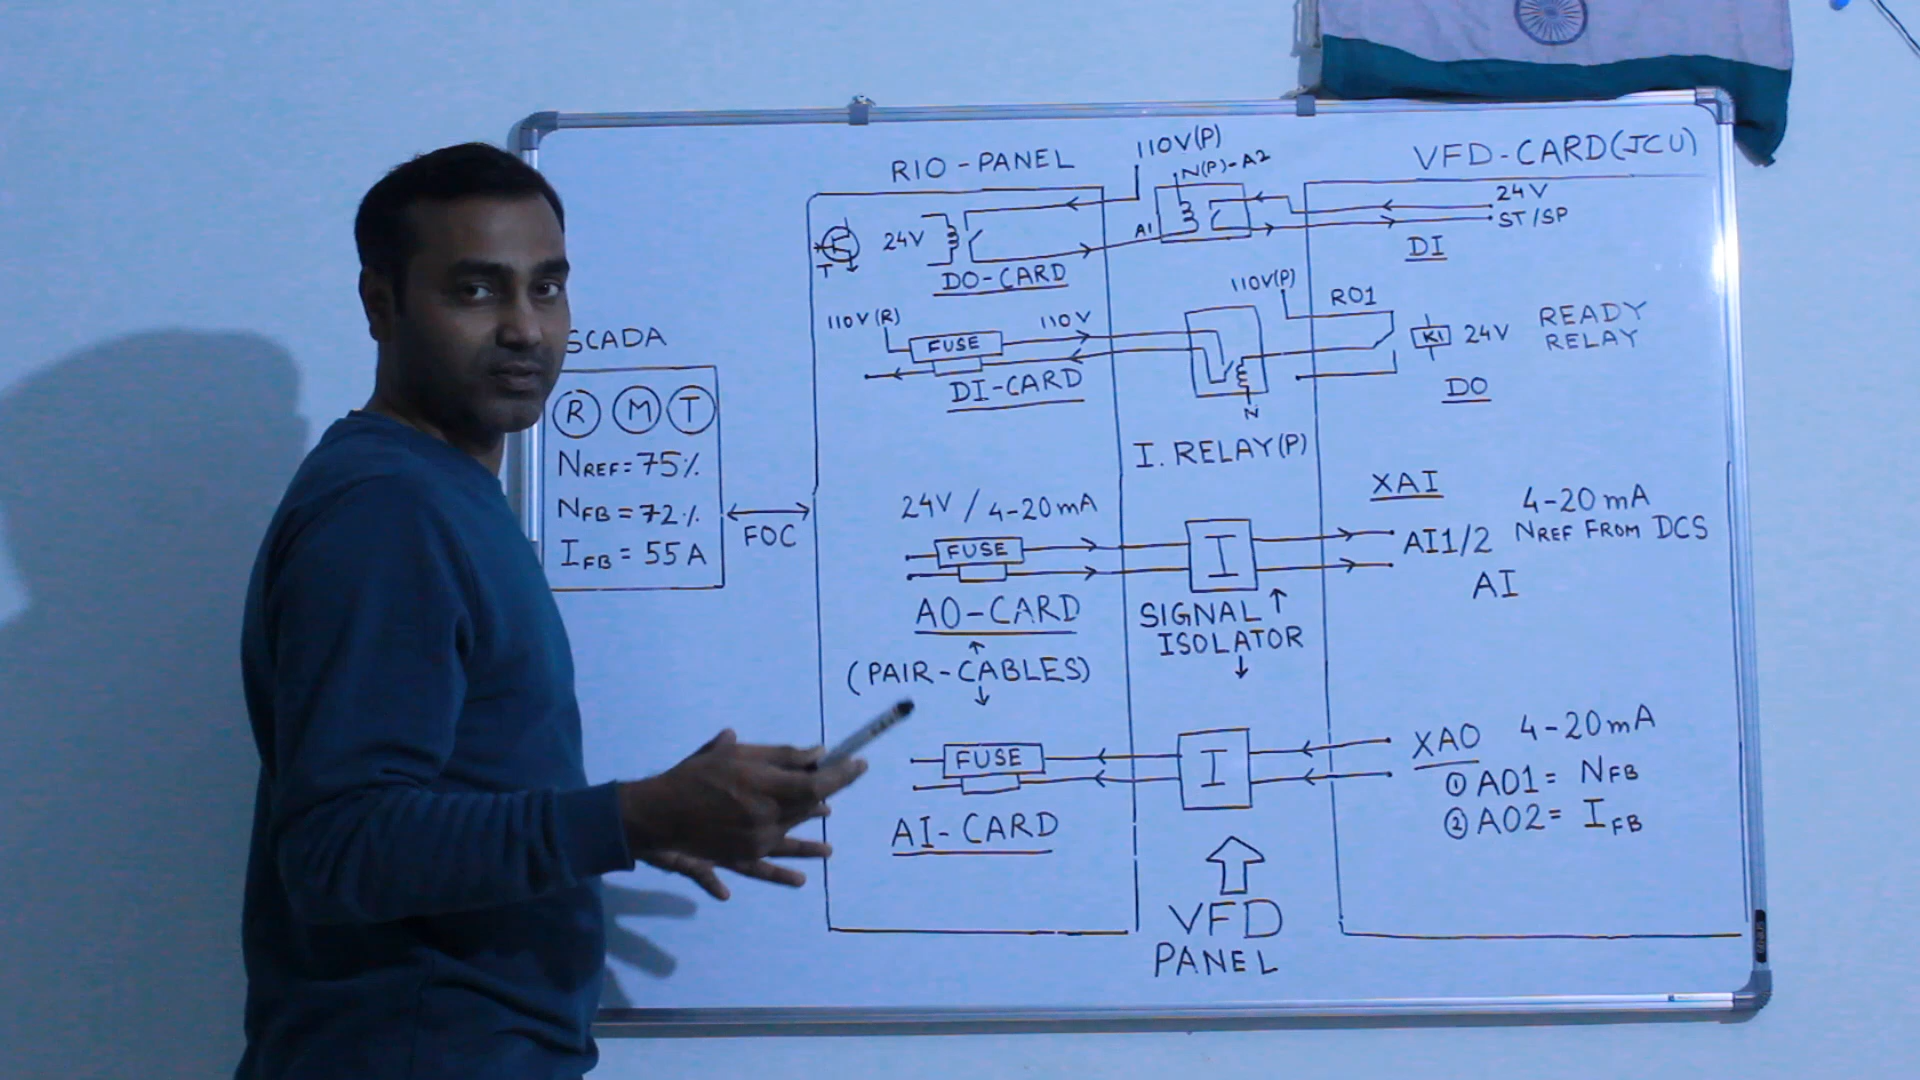 SCADA
R M T
NREF=75%
NFB=72%
IFB=55A
FOC
RIO-PANEL
T
24V
DO-CARD
110V(R)
FUSE
110V
DI-CARD
24V/4-20mA
FUSE
AO-CARD
(PAIR-CABLES)
FUSE
AI-CARD
110V(P)
N(P)-A2
A1
110V(P)
N
I. RELAY(P)
I
SIGNAL
ISOLATOR
I
VFD
PANEL
VFD-CARD(JCU)
24V
ST/SP
DI
RO1
K1 24V
READY
RELAY
DO
XAI
4-20mA
AI1/2 NREF FROM DCS
AI
XAO 4-20mA
① AO1= NFB
② AO2= IFB